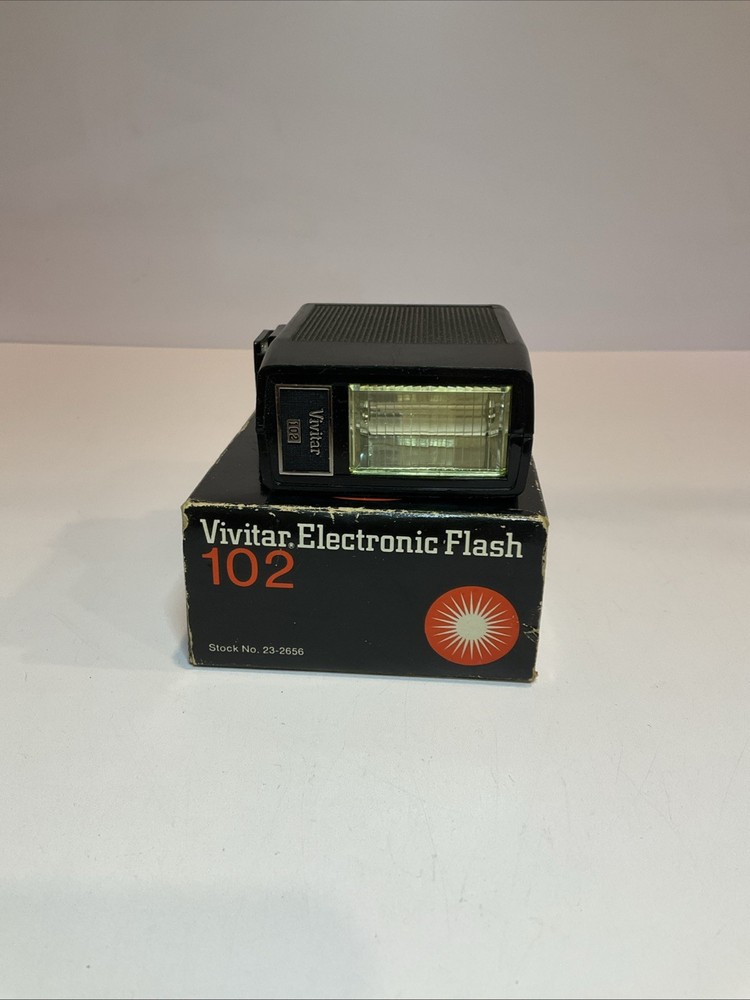 Vivitar
102
Vivitar® Electronic Flash
102
Stock No. 23-2656